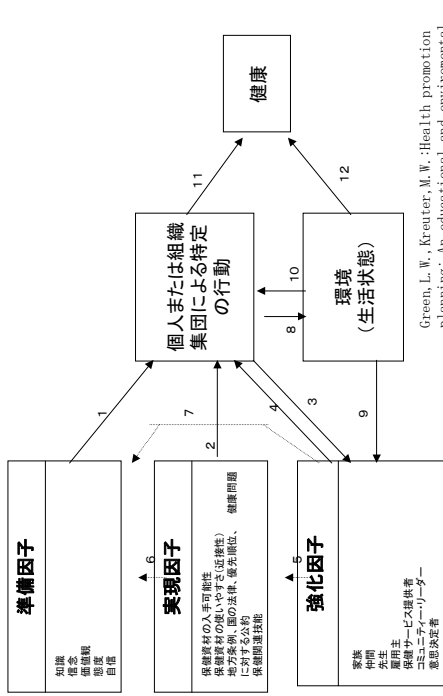 準備因子
知識
信念
価値観
態度
自信
実現因子
保健資材の入手可能性
保健資材の使いやすさ(近接性)
地方条例、国の法律、優先順位、 健康問題
に対する公約
保健関連技能
強化因子
家族
仲間
先生
雇用主
保健サービス提供者
コミュニティー・リーダー
意思決定者
1
2
3
4
5
6
7
個人または組織
集団による特定
の行動
8
10
環境
(生活状態)
9
11
12
健康
Green, L. W., Kreuter, M. W. :Health promotion
planning: An educational and enviromental